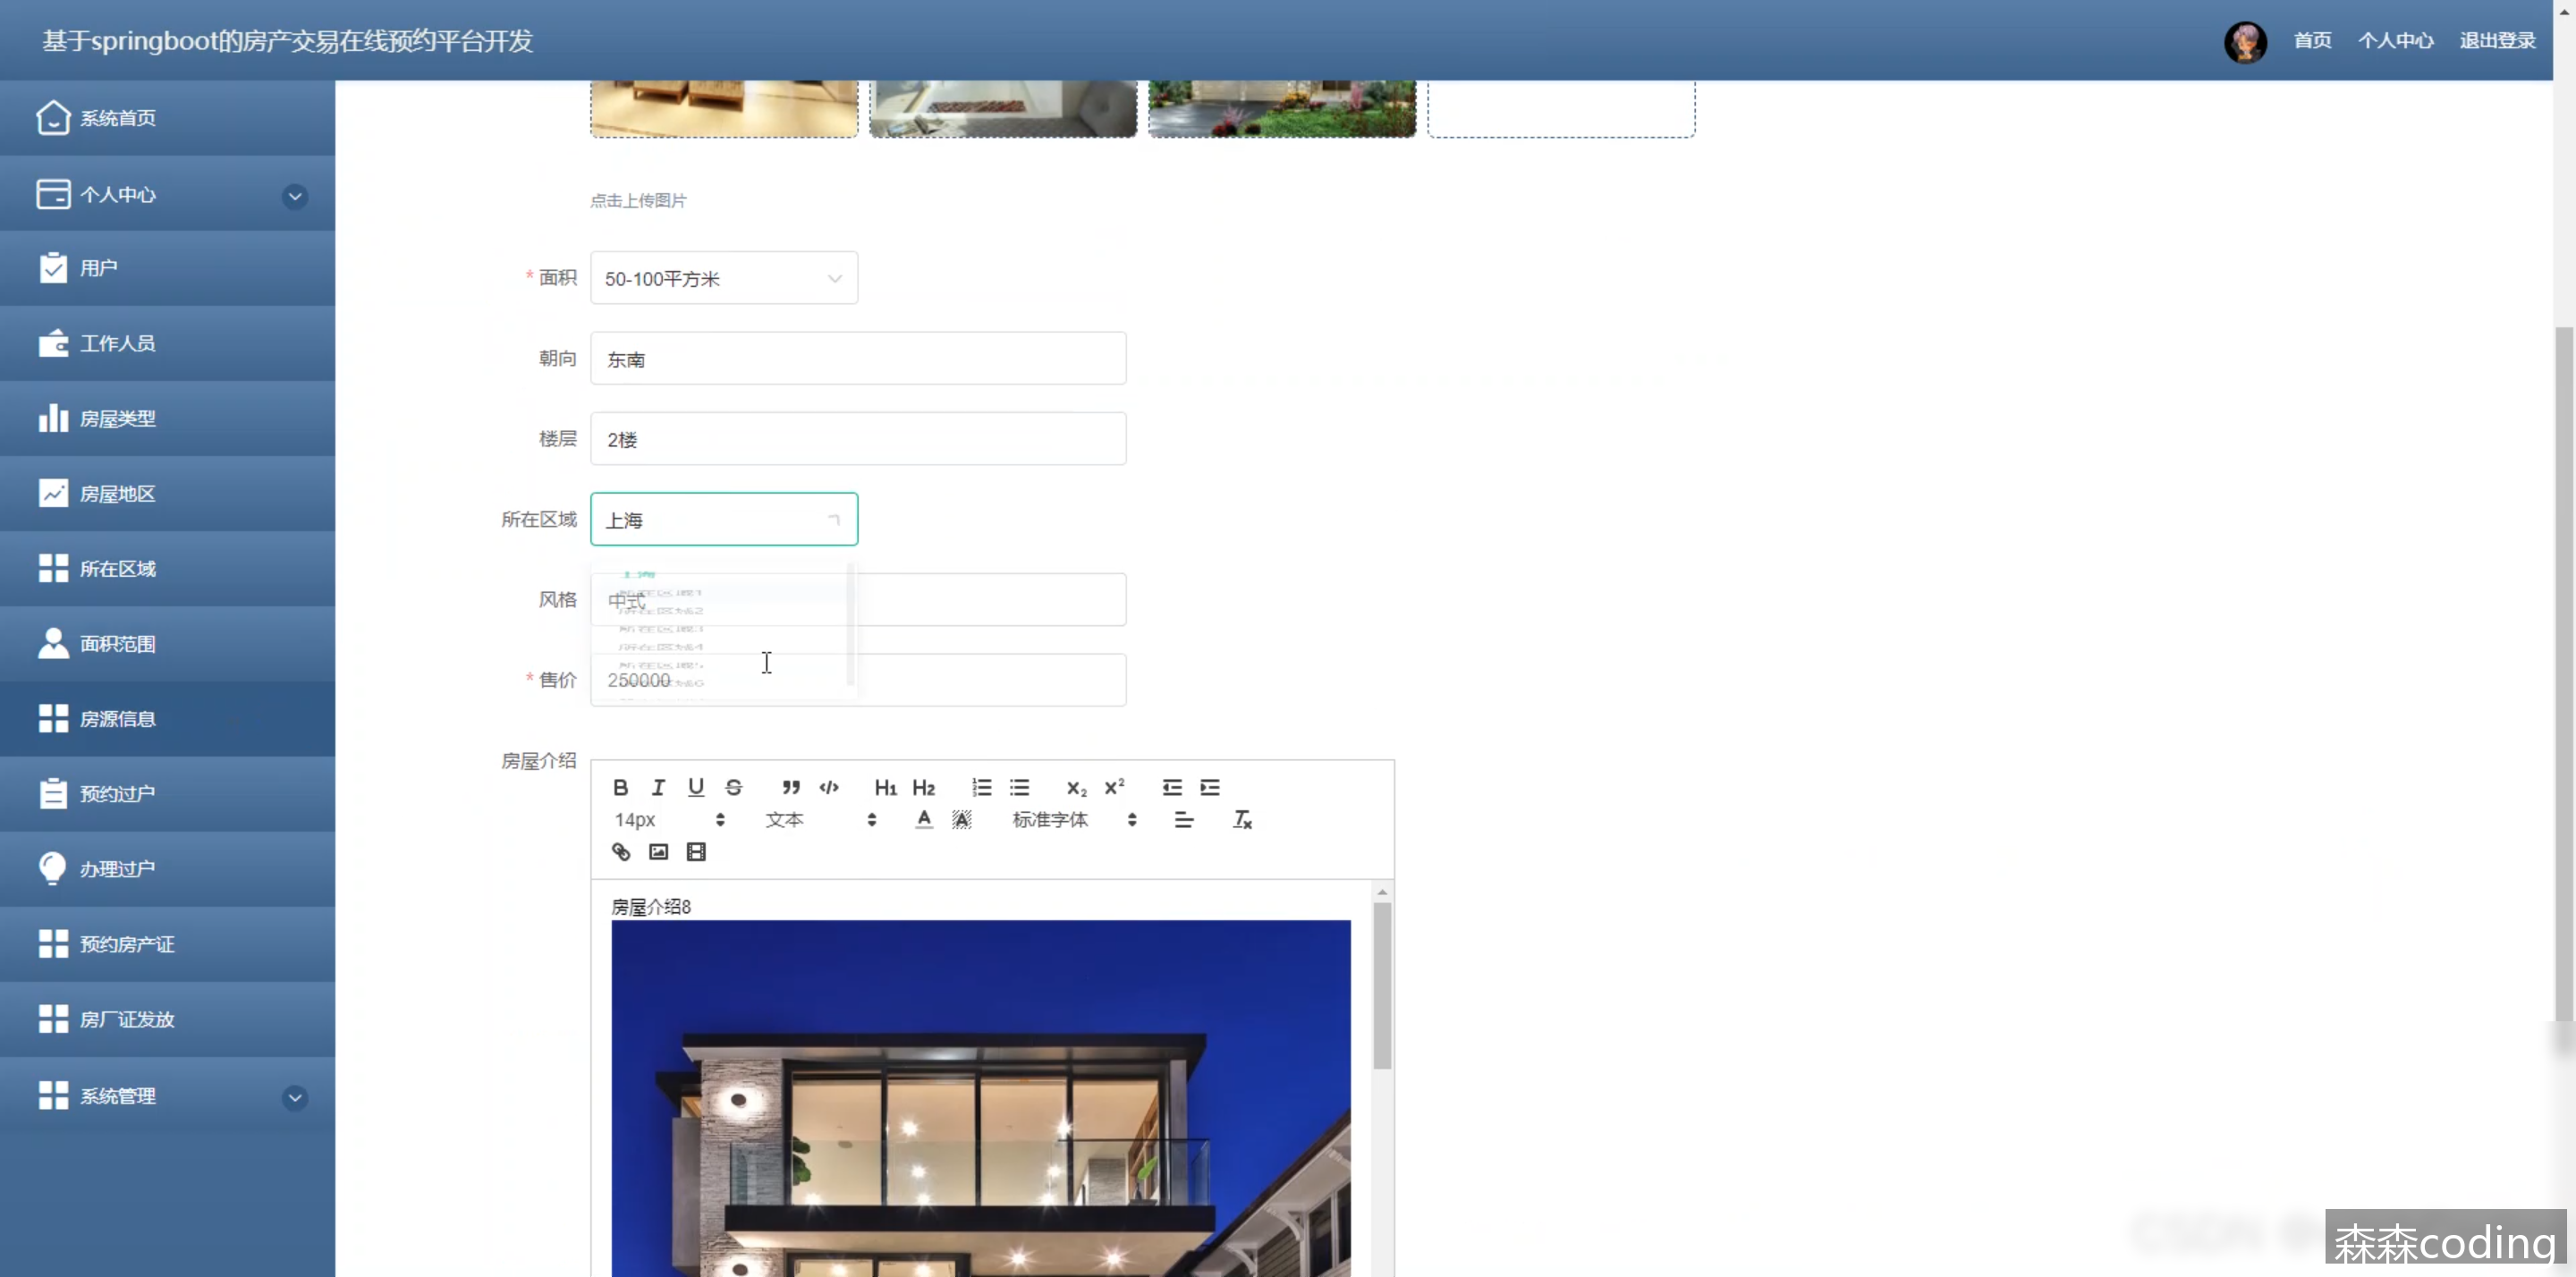 基于springboot的房产交易在线预约平台开发
首页
个人中心
退出登录
系统首页
个人中心
用户
工作人员
房屋类型
房屋地区
所在区域
面积范围
房源信息
预约过户
办理过户
预约房产证
房厂证发放
系统管理
点击上传图片
* 面积 50-100平方米
朝向 东南
楼层 2楼
所在区域 上海
上海
风格 中式
* 售价 250000
房屋介绍
B I U S H1 H2 X2 X2
14px 文本 A A 标准字体 Tx
房屋介绍8
森森coding